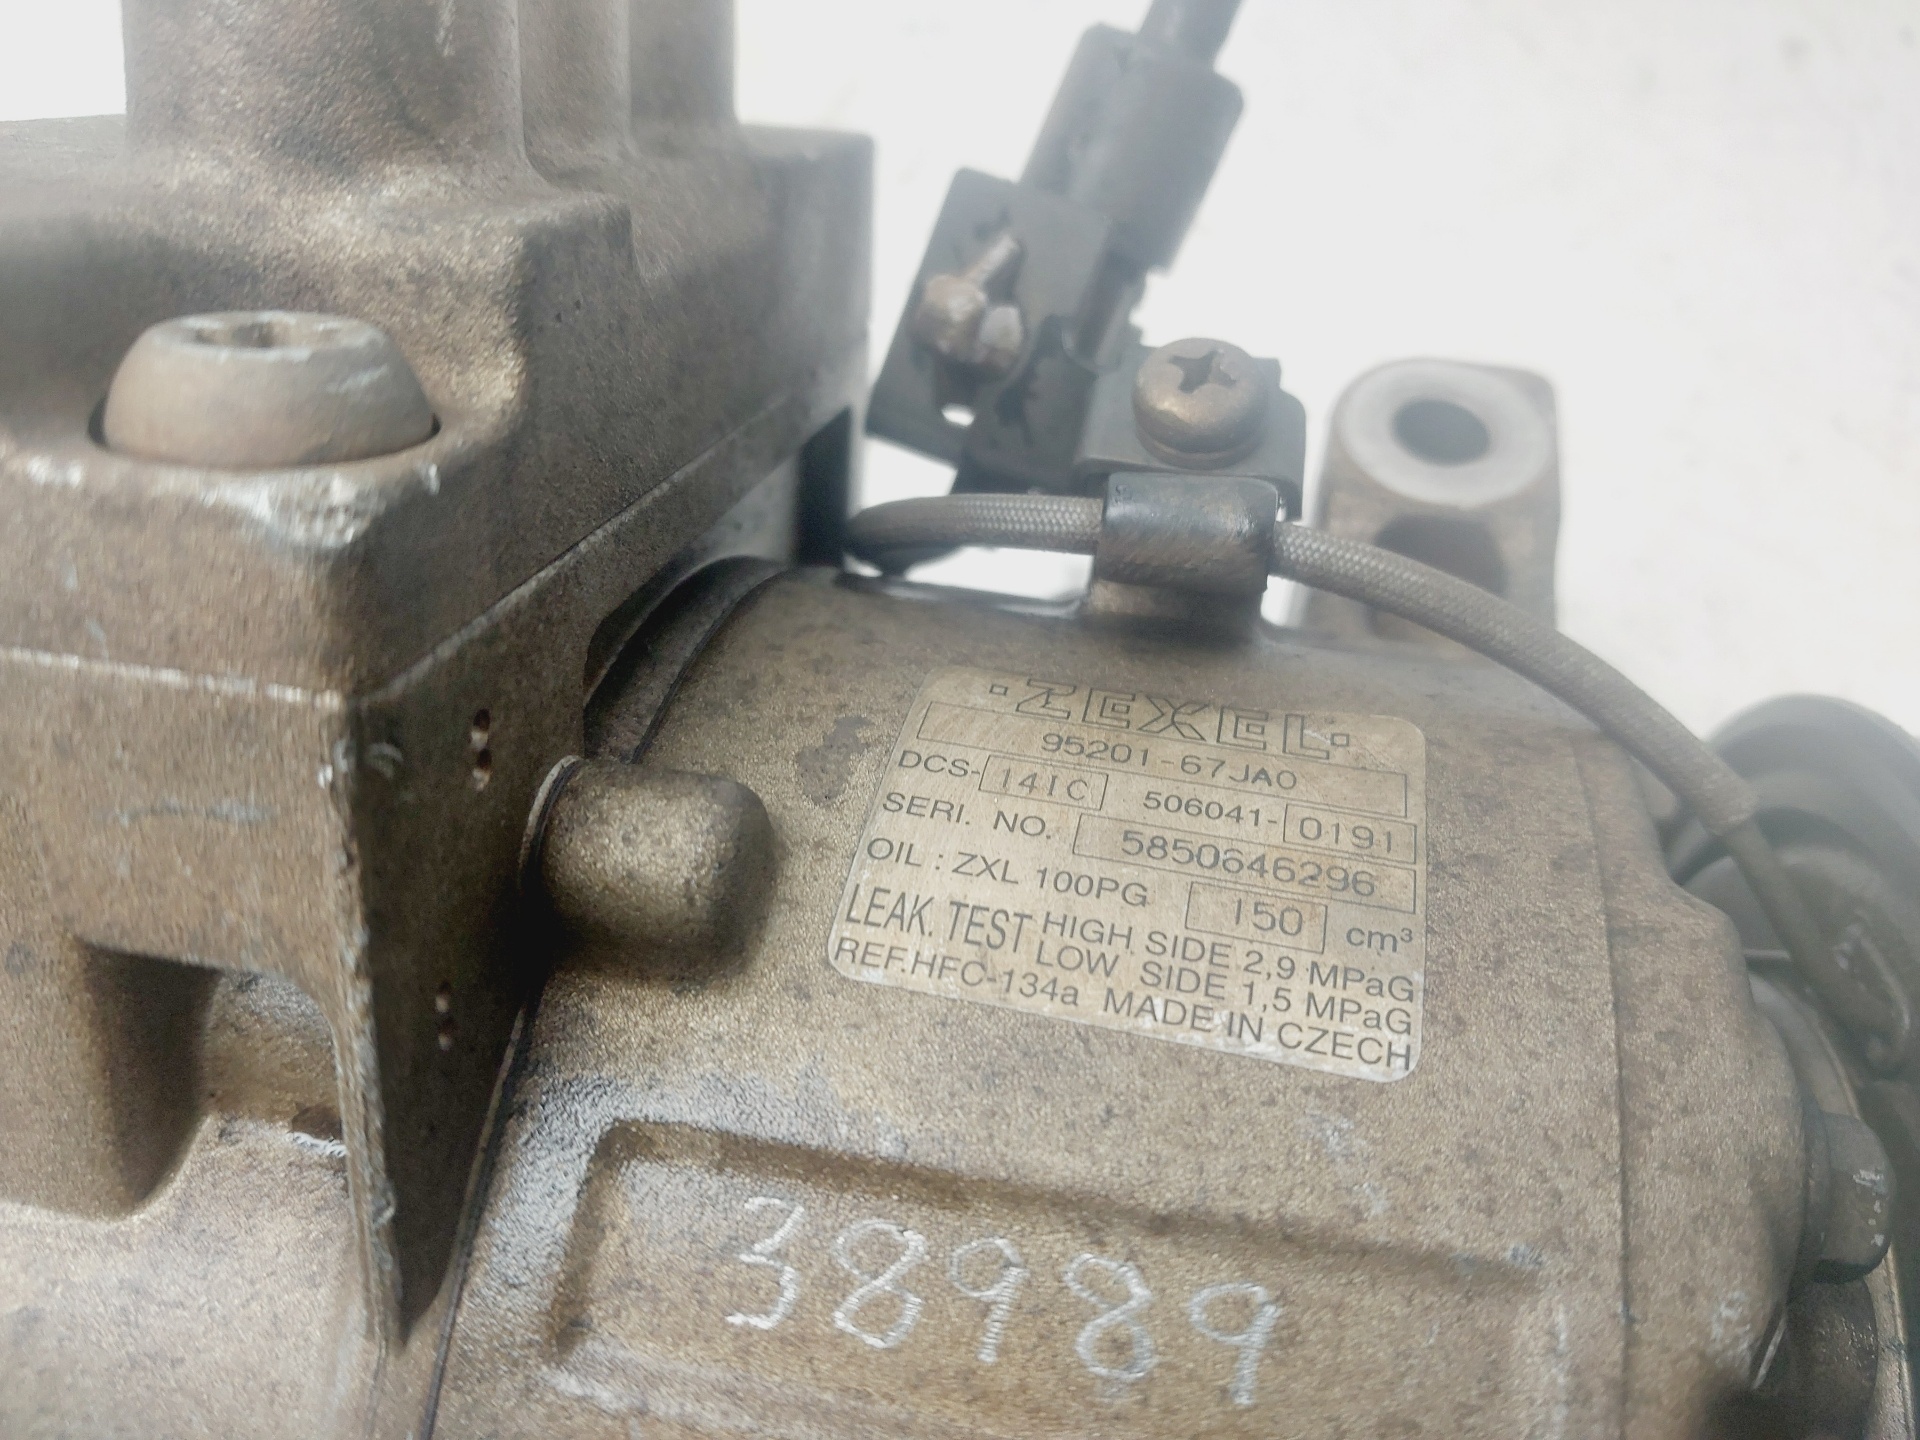 ZEXEL
95201-67JA0
DCS-14IC 506041-0191
SERI. NO. 5850646296
OIL : ZXL 100PG 150 cm³
LEAK. TEST HIGH SIDE 2,9 MPaG
LOW SIDE 1,5 MPaG
REF.HFC-134a MADE IN CZECH
38989